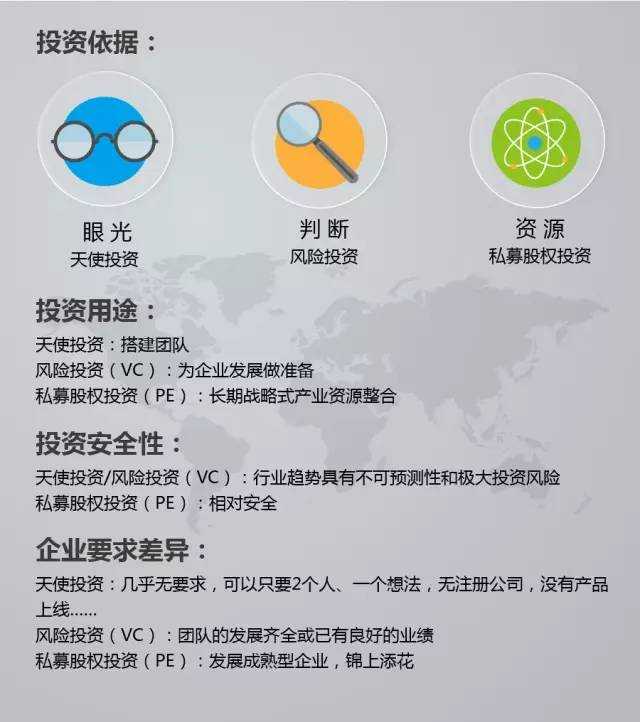 投资依据：
眼光
判断
资源
天使投资
风险投资
私募股权投资
投资用途：
天使投资：搭建团队
风险投资（VC）：为企业发展做准备
私募股权投资（PE）：长期战略式产业资源整合
投资安全性：
天使投资/风险投资（VC）：行业趋势具有不可预测性和极大投资风险
私募股权投资（PE）：相对安全
企业要求差异：
天使投资：几乎无要求，可以只要2个人、一个想法，无注册公司，没有产品
上线......
风险投资（VC）：团队的发展齐全或已有良好的业绩
私募股权投资（PE）：发展成熟型企业，锦上添花